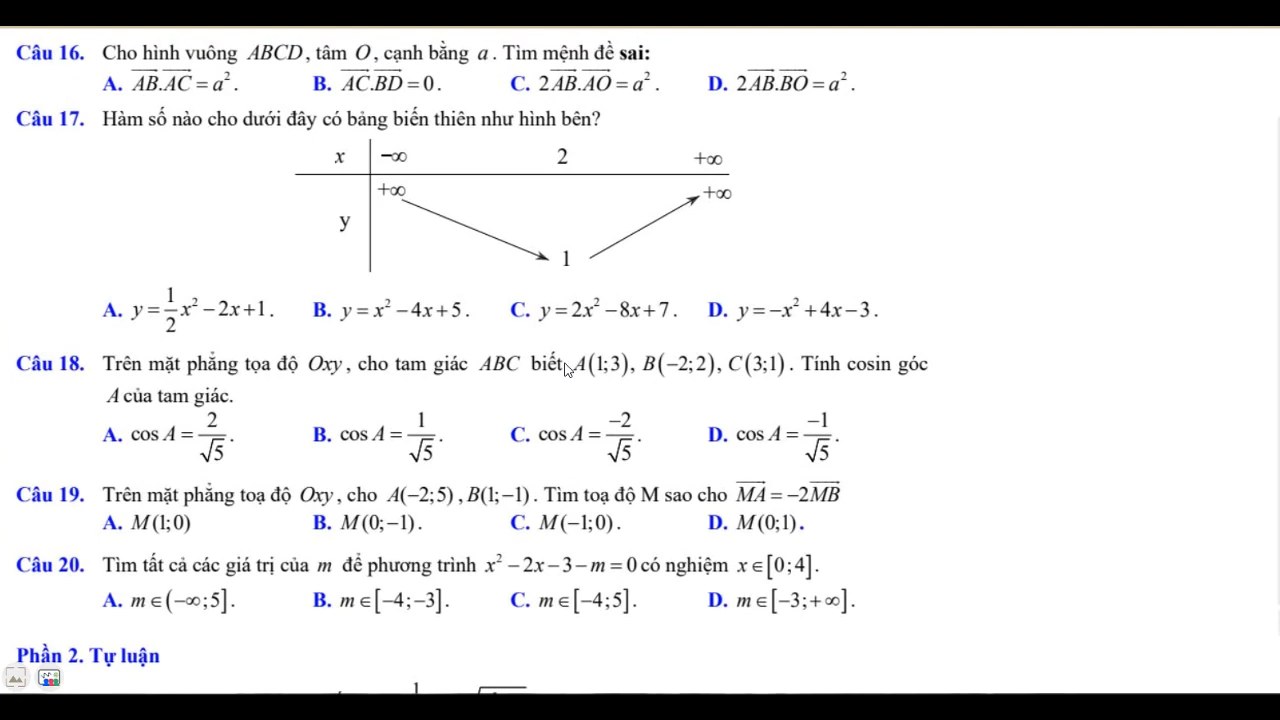 Câu 16. Cho hình vuông ABCD, tâm O, cạnh bằng a. Tìm mệnh đề sai:
A. $\overrightarrow{AB}.\overrightarrow{AC}=a^2$. B. $\overrightarrow{AC}.\overrightarrow{BD}=0$. C. $2\overrightarrow{AB}.\overrightarrow{AO}=a^2$. D. $2\overrightarrow{AB}.\overrightarrow{BO}=a^2$.
Câu 17. Hàm số nào cho dưới đây có bảng biến thiên như hình bên?
x −∞ 2 +∞
+∞ +∞
y
1
A. $y=\frac{1}{2}x^2-2x+1$. B. $y=x^2-4x+5$. C. $y=2x^2-8x+7$. D. $y=-x^2+4x-3$.
Câu 18. Trên mặt phẳng tọa độ Oxy, cho tam giác ABC biết A(1;3), B(−2;2), C(3;1). Tính cosin góc
A của tam giác.
A. $\cos A=\frac{2}{\sqrt{5}}$. B. $\cos A=\frac{1}{\sqrt{5}}$. C. $\cos A=\frac{-2}{\sqrt{5}}$. D. $\cos A=\frac{-1}{\sqrt{5}}$.
Câu 19. Trên mặt phẳng toạ độ Oxy, cho A(−2;5), B(1;−1). Tìm toạ độ M sao cho $\overrightarrow{MA}=-2\overrightarrow{MB}$
A. M(1;0) B. M(0;−1). C. M(−1;0). D. M(0;1).
Câu 20. Tìm tất cả các giá trị của m để phương trình $x^2-2x-3-m=0$ có nghiệm $x\in[0;4]$.
A. $m\in(-\infty;5]$. B. $m\in[-4;-3]$. C. $m\in[-4;5]$. D. $m\in[-3;+\infty]$.
Phần 2. Tự luận